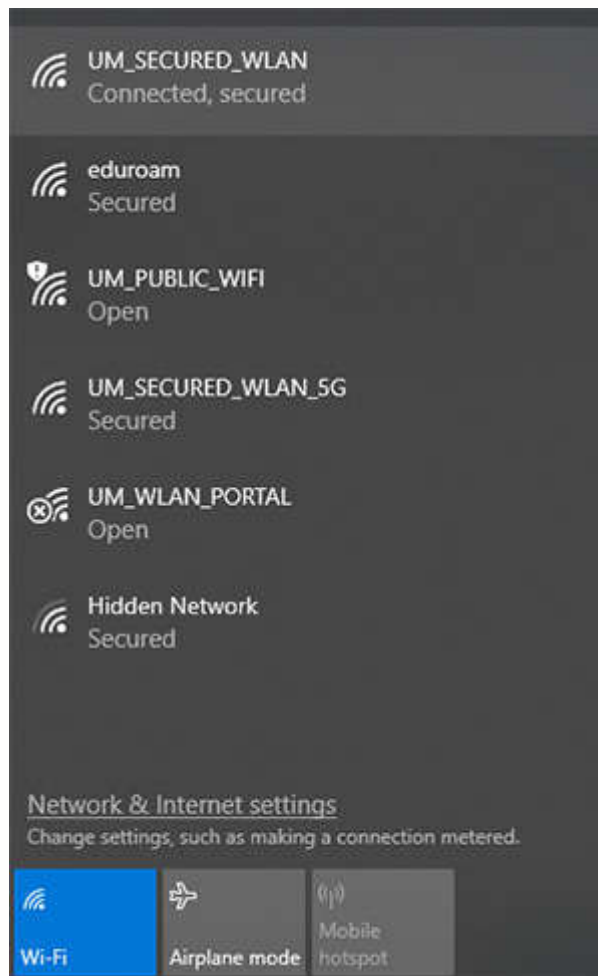 UM_SECURED_WLAN
Connected, secured
eduroam
Secured
UM_PUBLIC_WIFI
Open
UM_SECURED_WLAN_5G
Secured
UM_WLAN_PORTAL
Open
Hidden Network
Secured
Network & Internet settings
Change settings, such as making a connection metered.
Wi-Fi
Airplane mode
Mobile
hotspot